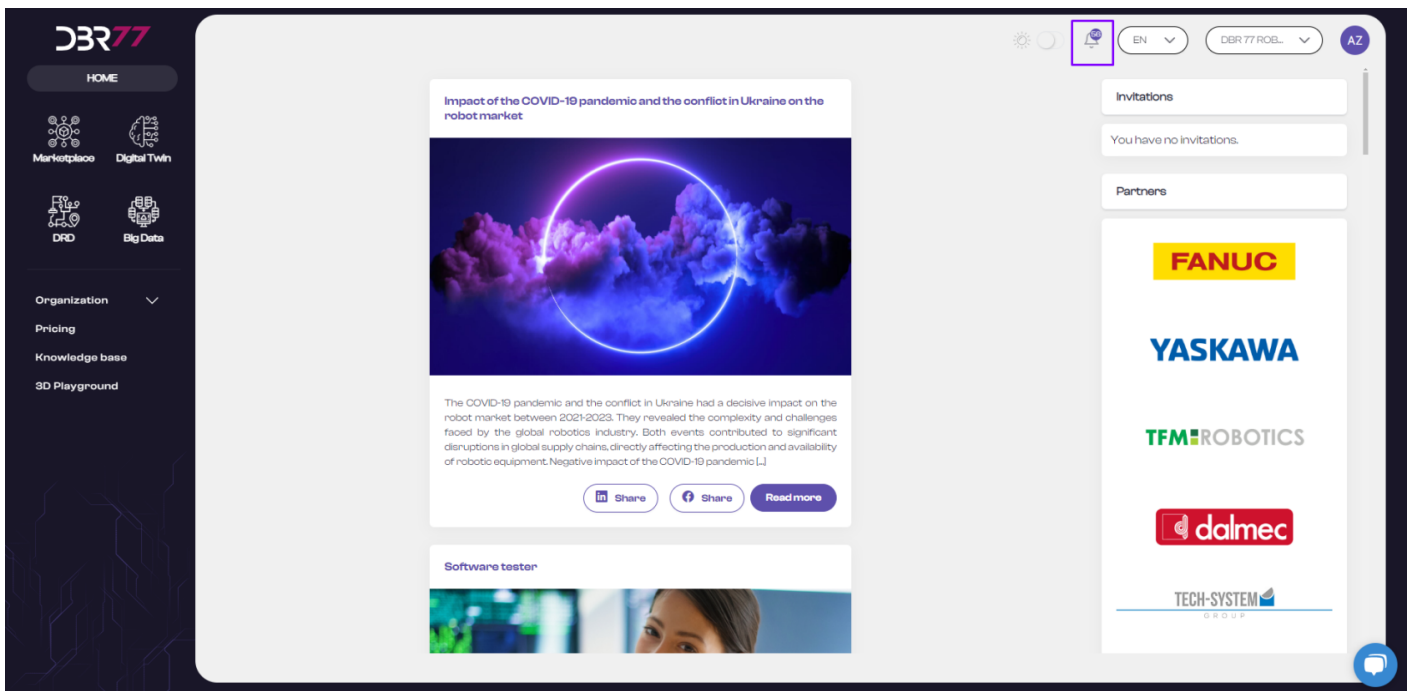 DBR77
HOME
Marketplace
Digital Twin
DRD
Big Data
Organization
Pricing
Knowledge base
3D Playground
EN
DBR 77 ROB...
AZ
Impact of the COVID-19 pandemic and the conflict in Ukraine on the
robot market
The COVID-19 pandemic and the conflict in Ukraine had a decisive impact on the
robot market between 2021-2023. They revealed the complexity and challenges
faced by the global robotics industry. Both events contributed to significant
disruptions in global supply chains, directly affecting the production and availability
of robotic equipment. Negative impact of the COVID-19 pandemic [...]
Share
Share
Read more
Software tester
Invitations
You have no invitations.
Partners
FANUC
YASKAWA
TFM ROBOTICS
dalmec
TECH-SYSTEM
GROUP